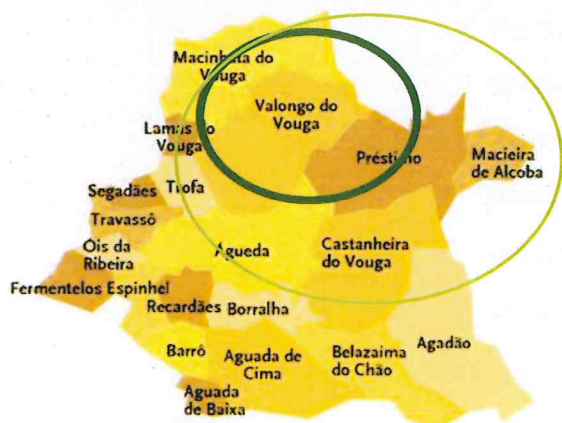 Macinhata do
Vouga
Valongo do
Vouga
Lamas do
Vouga
Préstimo
Macieira
de Alcoba
Trofa
Segadães
Travassô
Óis da
Ribeira
Águeda
Castanheira
do Vouga
Fermentelos Espinhel
Recardães
Borralha
Barrô
Aguada de
Cima
Belazaima
do Chão
Agadão
Aguada
de Baixa